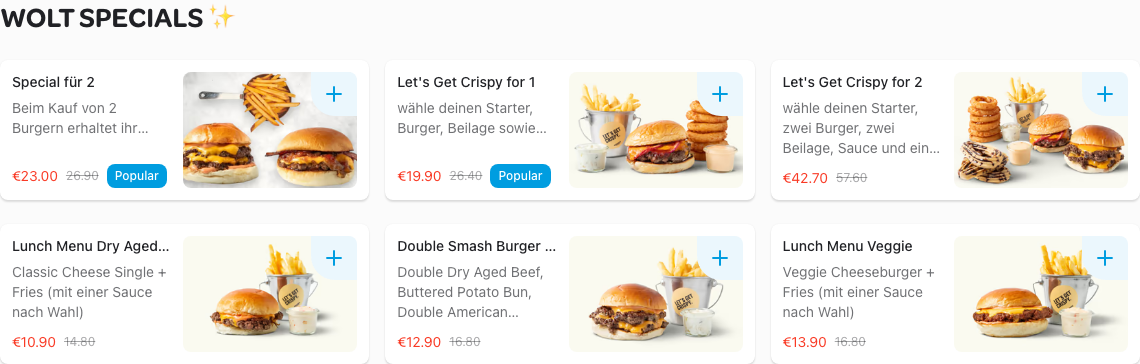 WOLT SPECIALS ✨
Special für 2
Beim Kauf von 2
Burgern erhaltet ihr...
€23.00 26.90 Popular
Let's Get Crispy for 1
wähle deinen Starter,
Burger, Beilage sowie...
€19.90 26.40 Popular
Let's Get Crispy for 2
wähle deinen Starter,
zwei Burger, zwei
Beilage, Sauce und ein...
€42.70 57.60
Lunch Menu Dry Aged...
Classic Cheese Single +
Fries (mit einer Sauce
nach Wahl)
€10.90 14.80
Double Smash Burger ...
Double Dry Aged Beef,
Buttered Potato Bun,
Double American...
€12.90 16.80
Lunch Menu Veggie
Veggie Cheeseburger +
Fries (mit einer Sauce
nach Wahl)
€13.90 16.80